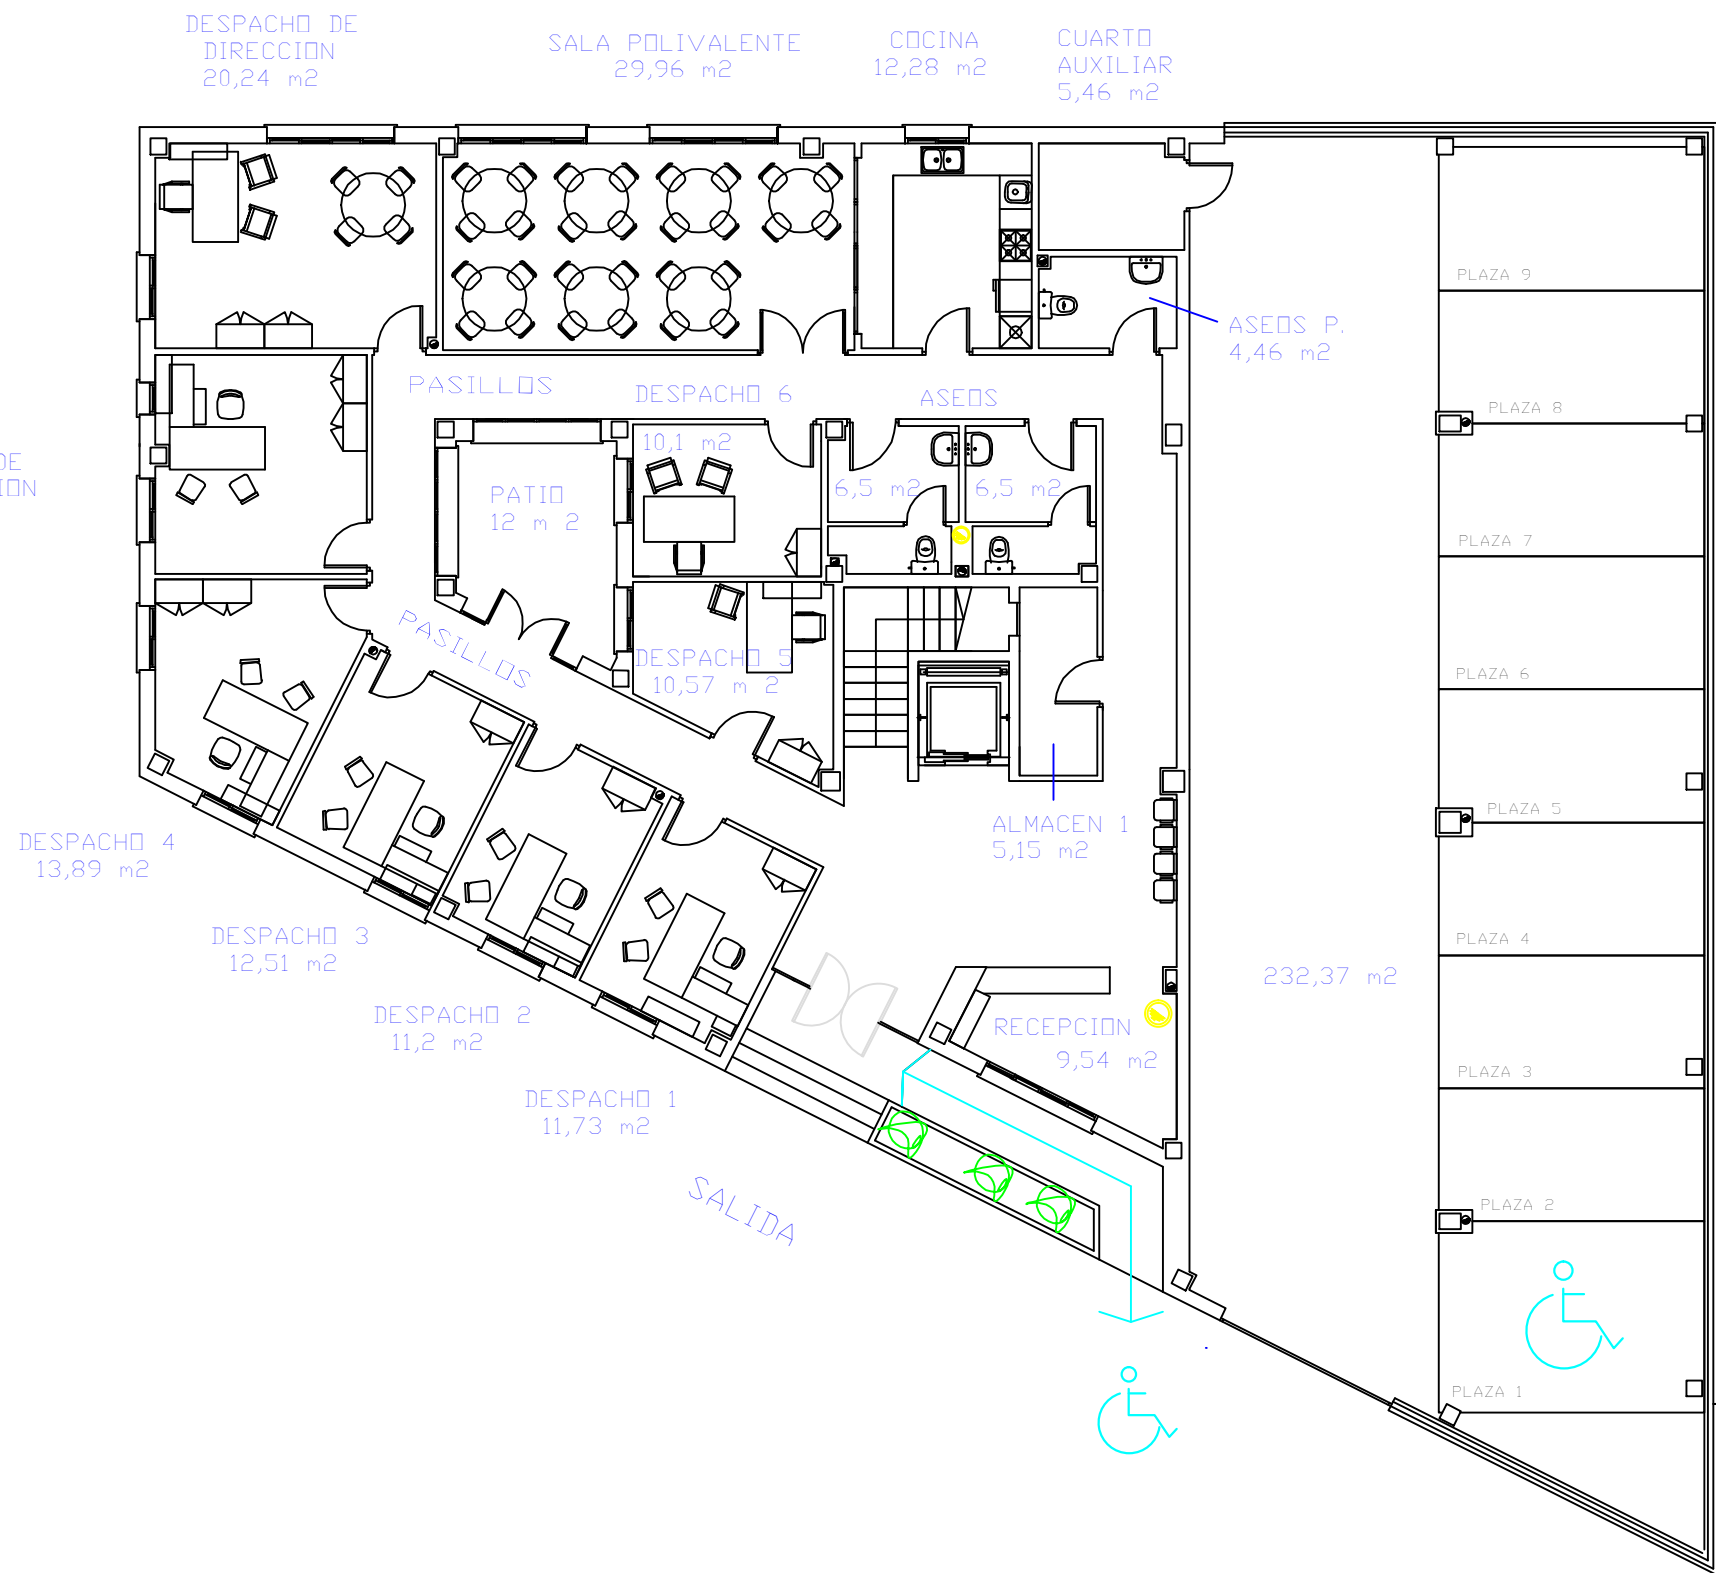 DESPACHO DE
DIRECCION
20,24 m2
SALA POLIVALENTE
29,96 m2
COCINA
12,28 m2
CUARTO
AUXILIAR
5,46 m2
PLAZA 9
ASEOS P.
4,46 m2
PASILLOS
DESPACHO 6
10,1 m2
ASEOS
PLAZA 8
DE
ION
PATIO
12 m 2
6,5 m2
6,5 m2
PLAZA 7
PASILLOS
DESPACHO 5
10,57 m 2
PLAZA 6
ALMACEN 1
5,15 m2
PLAZA 5
DESPACHO 4
13,89 m2
DESPACHO 3
12,51 m2
PLAZA 4
232,37 m2
DESPACHO 2
11,2 m2
RECEPCION
9,54 m2
PLAZA 3
DESPACHO 1
11,73 m2
SALIDA
PLAZA 2
PLAZA 1